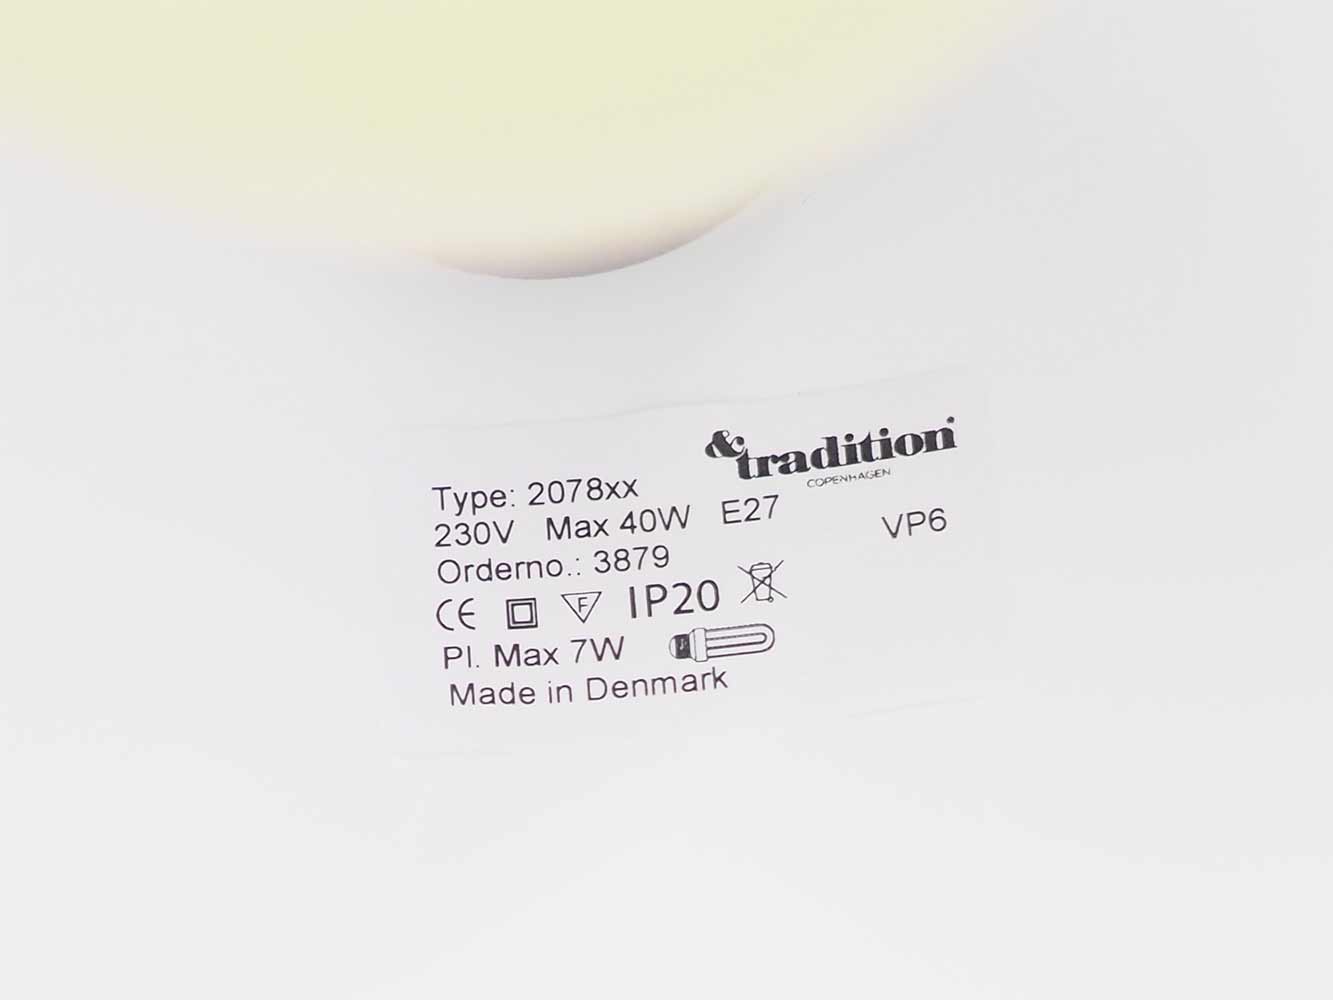 &tradition
COPENHAGEN
Type: 2078xx
230V Max 40W E27
VP6
Orderno.: 3879
CE F IP20
Pl. Max 7W
Made in Denmark